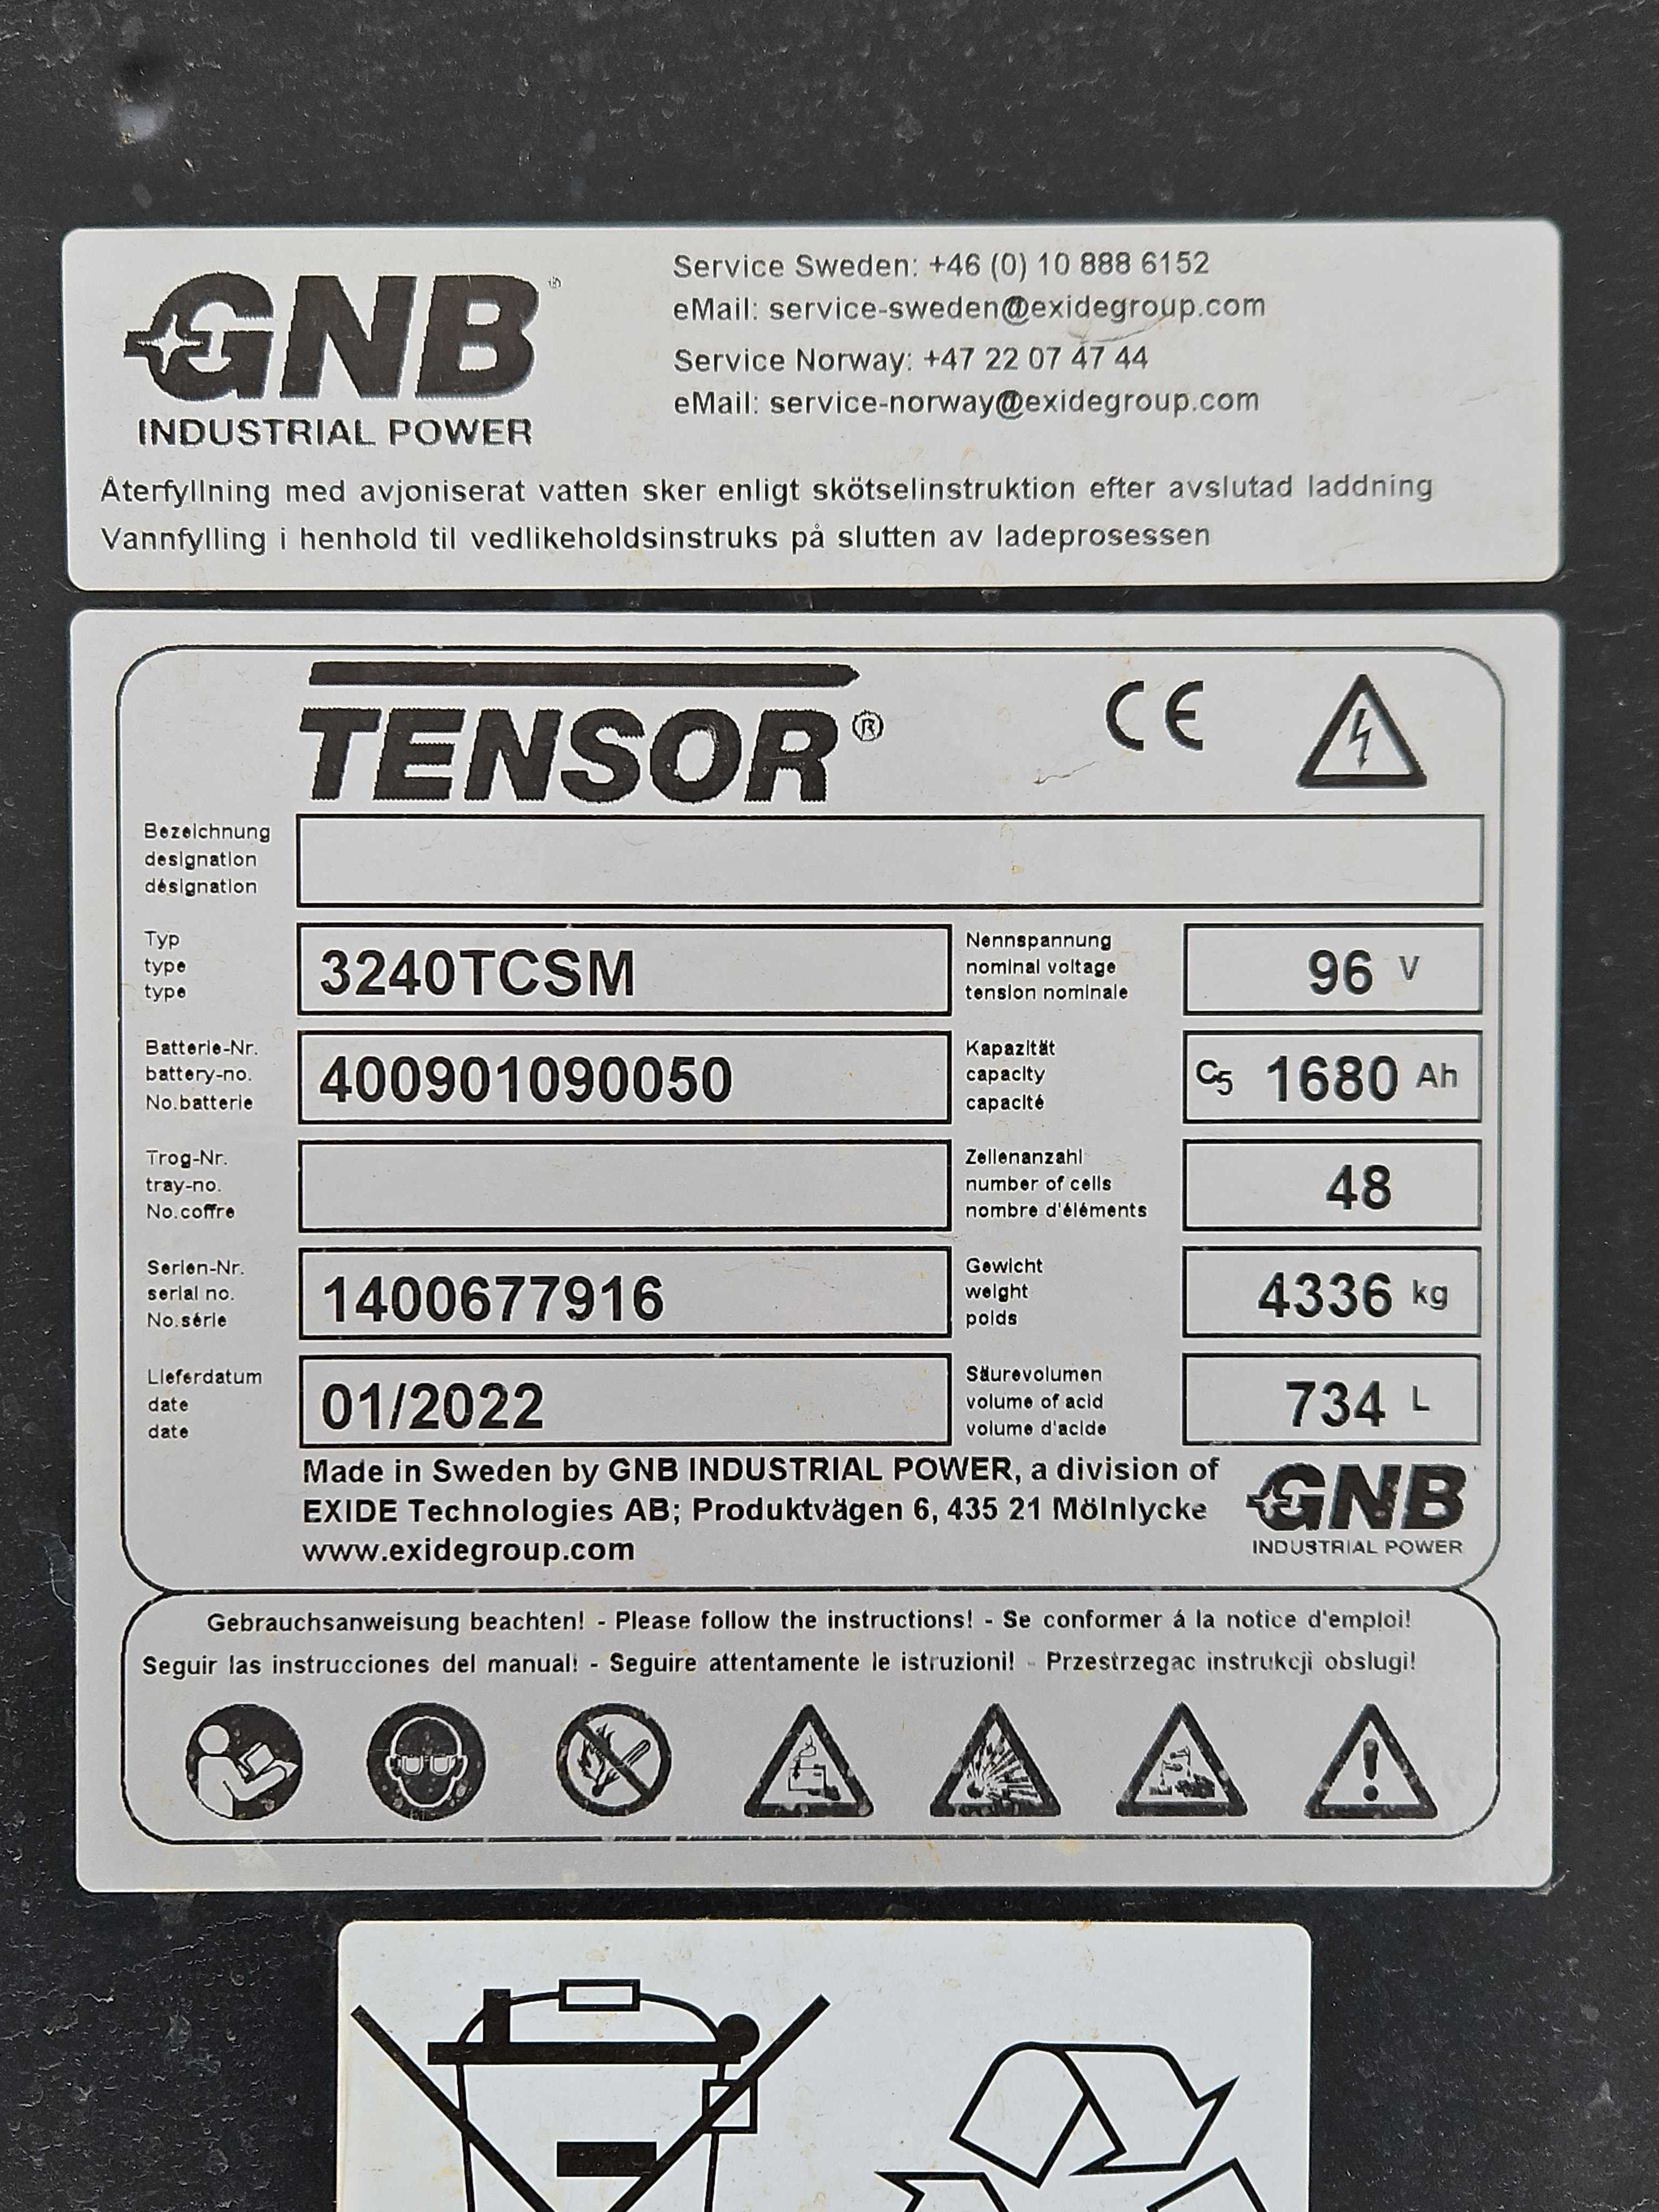 GNB®
INDUSTRIAL POWER
Service Sweden: +46 (0) 10 888 6152
eMail: service-sweden@exidegroup.com
Service Norway: +47 22 07 47 44
eMail: service-norway@exidegroup.com
Återfyllning med avjoniserat vatten sker enligt skötselinstruktion efter avslutad laddning
Vannfylling i henhold til vedlikeholdsinstruks på slutten av ladeprosessen
TENSOR®
CE
Bezeichnung
designation
désignation
Typ
type
type
3240TCSM
Nennspannung
nominal voltage
tension nominale
96 V
Batterie-Nr.
battery-no.
No.batterie
400901090050
Kapazität
capacity
capacité
C5 1680 Ah
Trog-Nr.
tray-no.
No.coffre
Zellenanzahl
number of cells
nombre d'éléments
48
Serien-Nr.
serial no.
No.série
1400677916
Gewicht
weight
poids
4336 kg
Lieferdatum
date
date
01/2022
Säurevolumen
volume of acid
volume d'acide
734 L
Made in Sweden by GNB INDUSTRIAL POWER, a division of
EXIDE Technologies AB; Produktvägen 6, 435 21 Mölnlycke
www.exidegroup.com
GNB
INDUSTRIAL POWER
Gebrauchsanweisung beachten! - Please follow the instructions! - Se conformer á la notice d'emploi!
Seguir las instrucciones del manual! - Seguire attentamente le istruzioni! - Przestrzegac instrukcji obslugi!